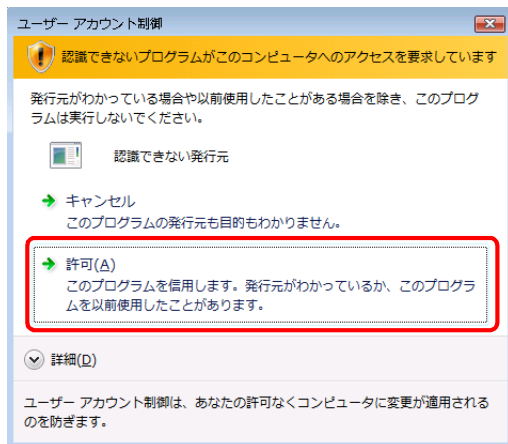 ユーザー アカウント制御
認識できないプログラムがこのコンピュータへのアクセスを要求しています
発行元がわかっている場合や以前使用したことがある場合を除き、このプログ
ラムは実行しないでください。
認識できない発行元
キャンセル
このプログラムの発行元も目的もわかりません。
許可(A)
このプログラムを信用します。発行元がわかっているか、このプログラ
ムを以前使用したことがあります。
詳細(D)
ユーザー アカウント制御は、あなたの許可なくコンピュータに変更が適用される
のを防ぎます。